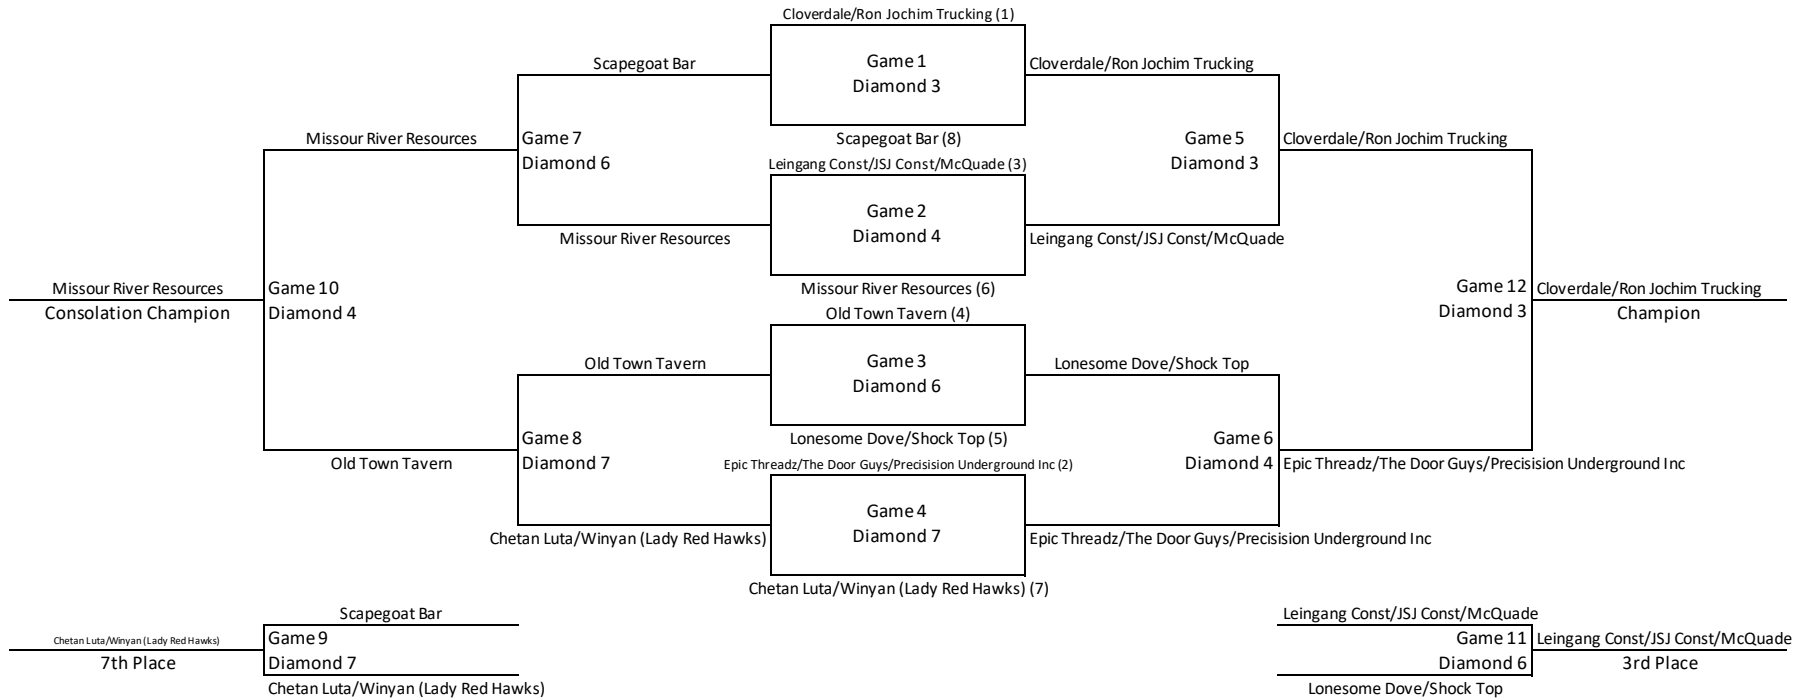 Cloverdale/Ron Jochim Trucking (1)
Scapegoat Bar
Game 1
Diamond 3
Cloverdale/Ron Jochim Trucking
Missour River Resources
Game 7
Diamond 6
Scapegoat Bar (8)
Leingang Const/JSJ Const/McQuade (3)
Game 5
Diamond 3
Cloverdale/Ron Jochim Trucking
Missour River Resources
Game 2
Diamond 4
Leingang Const/JSJ Const/McQuade
Missour River Resources
Consolation Champion
Game 10
Diamond 4
Missour River Resources (6)
Old Town Tavern (4)
Game 12
Diamond 3
Cloverdale/Ron Jochim Trucking
Champion
Old Town Tavern
Game 3
Diamond 6
Lonesome Dove/Shock Top
Old Town Tavern
Game 8
Diamond 7
Lonesome Dove/Shock Top (5)
Epic Threadz/The Door Guys/Precisision Underground Inc (2)
Game 6
Diamond 4
Epic Threadz/The Door Guys/Precisision Underground Inc
Chetan Luta/Winyan (Lady Red Hawks)
Game 4
Diamond 7
Epic Threadz/The Door Guys/Precisision Underground Inc
Chetan Luta/Winyan (Lady Red Hawks) (7)
Scapegoat Bar
Chetan Luta/Winyan (Lady Red Hawks)
7th Place
Game 9
Diamond 7
Chetan Luta/Winyan (Lady Red Hawks)
Leingang Const/JSJ Const/McQuade
Game 11
Diamond 6
Leingang Const/JSJ Const/McQuade
3rd Place
Lonesome Dove/Shock Top